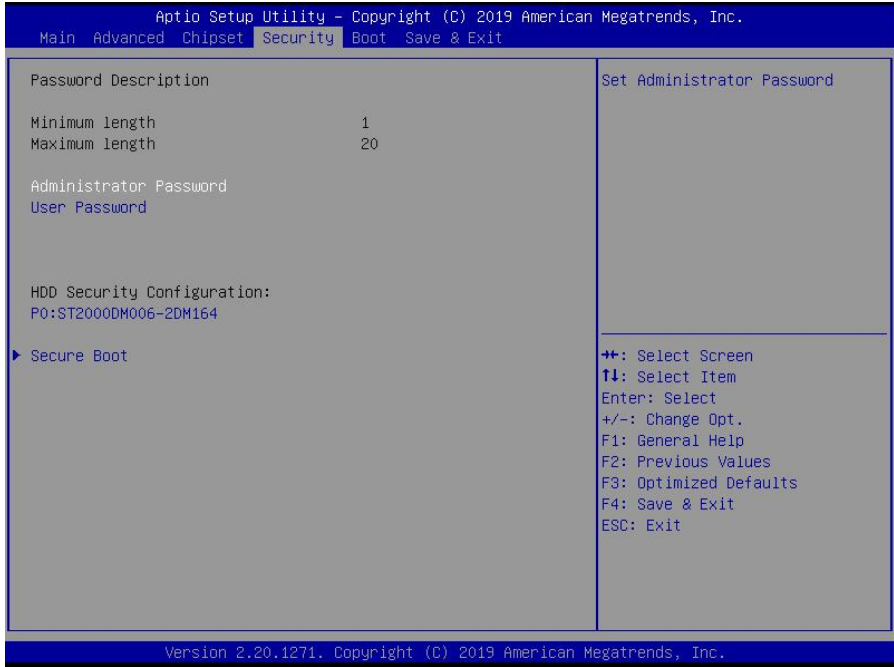 Aptio Setup Utility – Copyright (C) 2019 American Megatrends, Inc.
Main Advanced Chipset Security Boot Save & Exit
Password Description
Minimum length 1
Maximum length 20
Administrator Password
User Password
HDD Security Configuration:
P0:ST2000DM006-2DM164
Secure Boot
Set Administrator Password
→←: Select Screen
↑↓: Select Item
Enter: Select
+/-: Change Opt.
F1: General Help
F2: Previous Values
F3: Optimized Defaults
F4: Save & Exit
ESC: Exit
Version 2.20.1271. Copyright (C) 2019 American Megatrends, Inc.